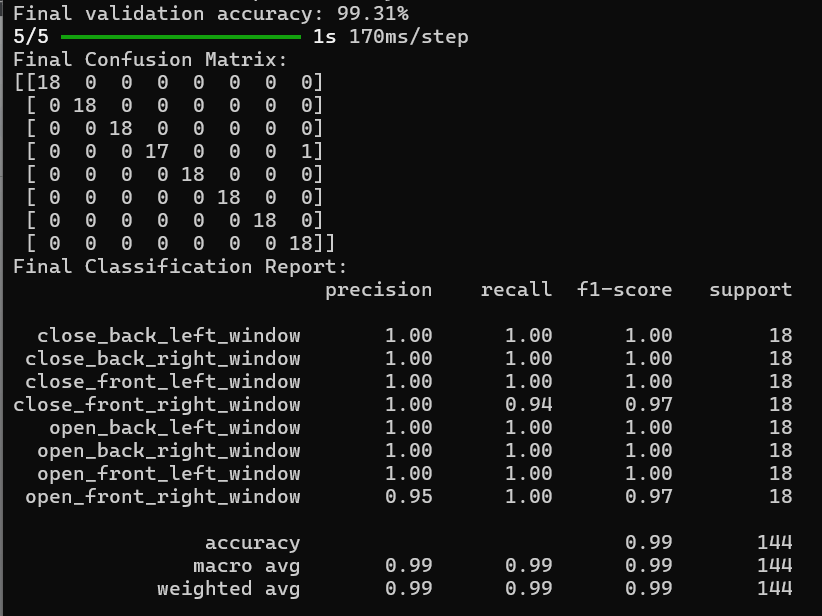 Final validation accuracy: 99.31%
5/5 1s 170ms/step
Final Confusion Matrix:
[[18  0  0  0  0  0  0  0]
 [ 0 18  0  0  0  0  0  0]
 [ 0  0 18  0  0  0  0  0]
 [ 0  0  0 17  0  0  0  1]
 [ 0  0  0  0 18  0  0  0]
 [ 0  0  0  0  0 18  0  0]
 [ 0  0  0  0  0  0 18  0]
 [ 0  0  0  0  0  0  0 18]]
Final Classification Report:
                          precision    recall  f1-score   support

  close_back_left_window       1.00      1.00      1.00        18
 close_back_right_window       1.00      1.00      1.00        18
 close_front_left_window       1.00      1.00      1.00        18
close_front_right_window       1.00      0.94      0.97        18
   open_back_left_window       1.00      1.00      1.00        18
  open_back_right_window       1.00      1.00      1.00        18
  open_front_left_window       1.00      1.00      1.00        18
 open_front_right_window       0.95      1.00      0.97        18

                accuracy                           0.99       144
               macro avg       0.99      0.99      0.99       144
            weighted avg       0.99      0.99      0.99       144